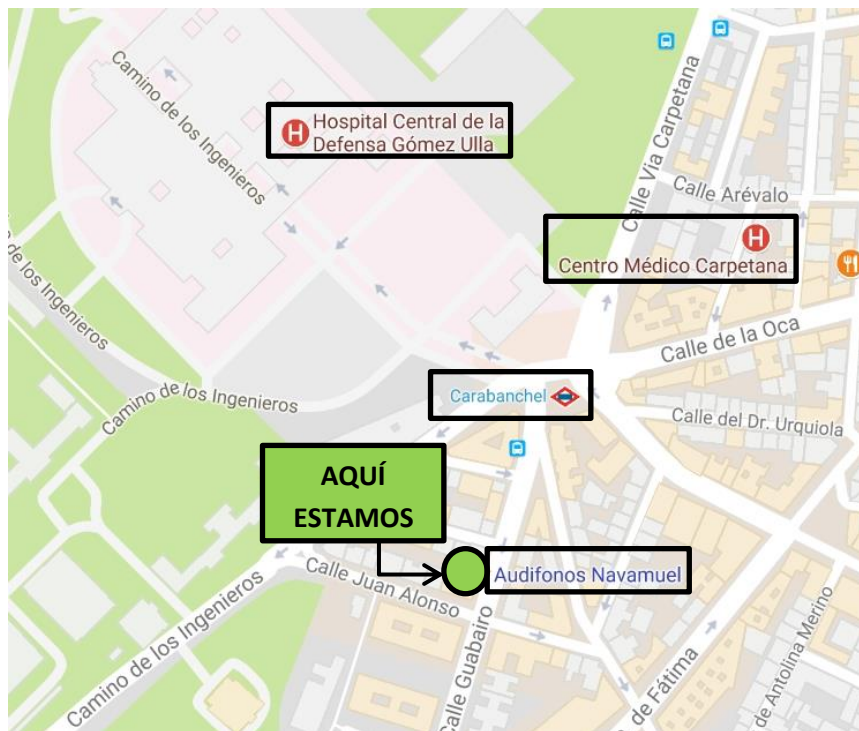 Camino de los Ingenieros
H Hospital Central de la
Defensa Gómez Ulla
Calle Vía Carpetana
Calle Arévalo
H
Centro Médico Carpetana
de los Ingenieros
Calle de la Oca
Camino de los Ingenieros
Carabanchel
Calle del Dr. Urquiola
AQUÍ
ESTAMOS
Audifonos Navamuel
Calle Juan Alonso
Camino de los Ingenieros
Calle Guabairo
de Fátima
de Antolina Merino